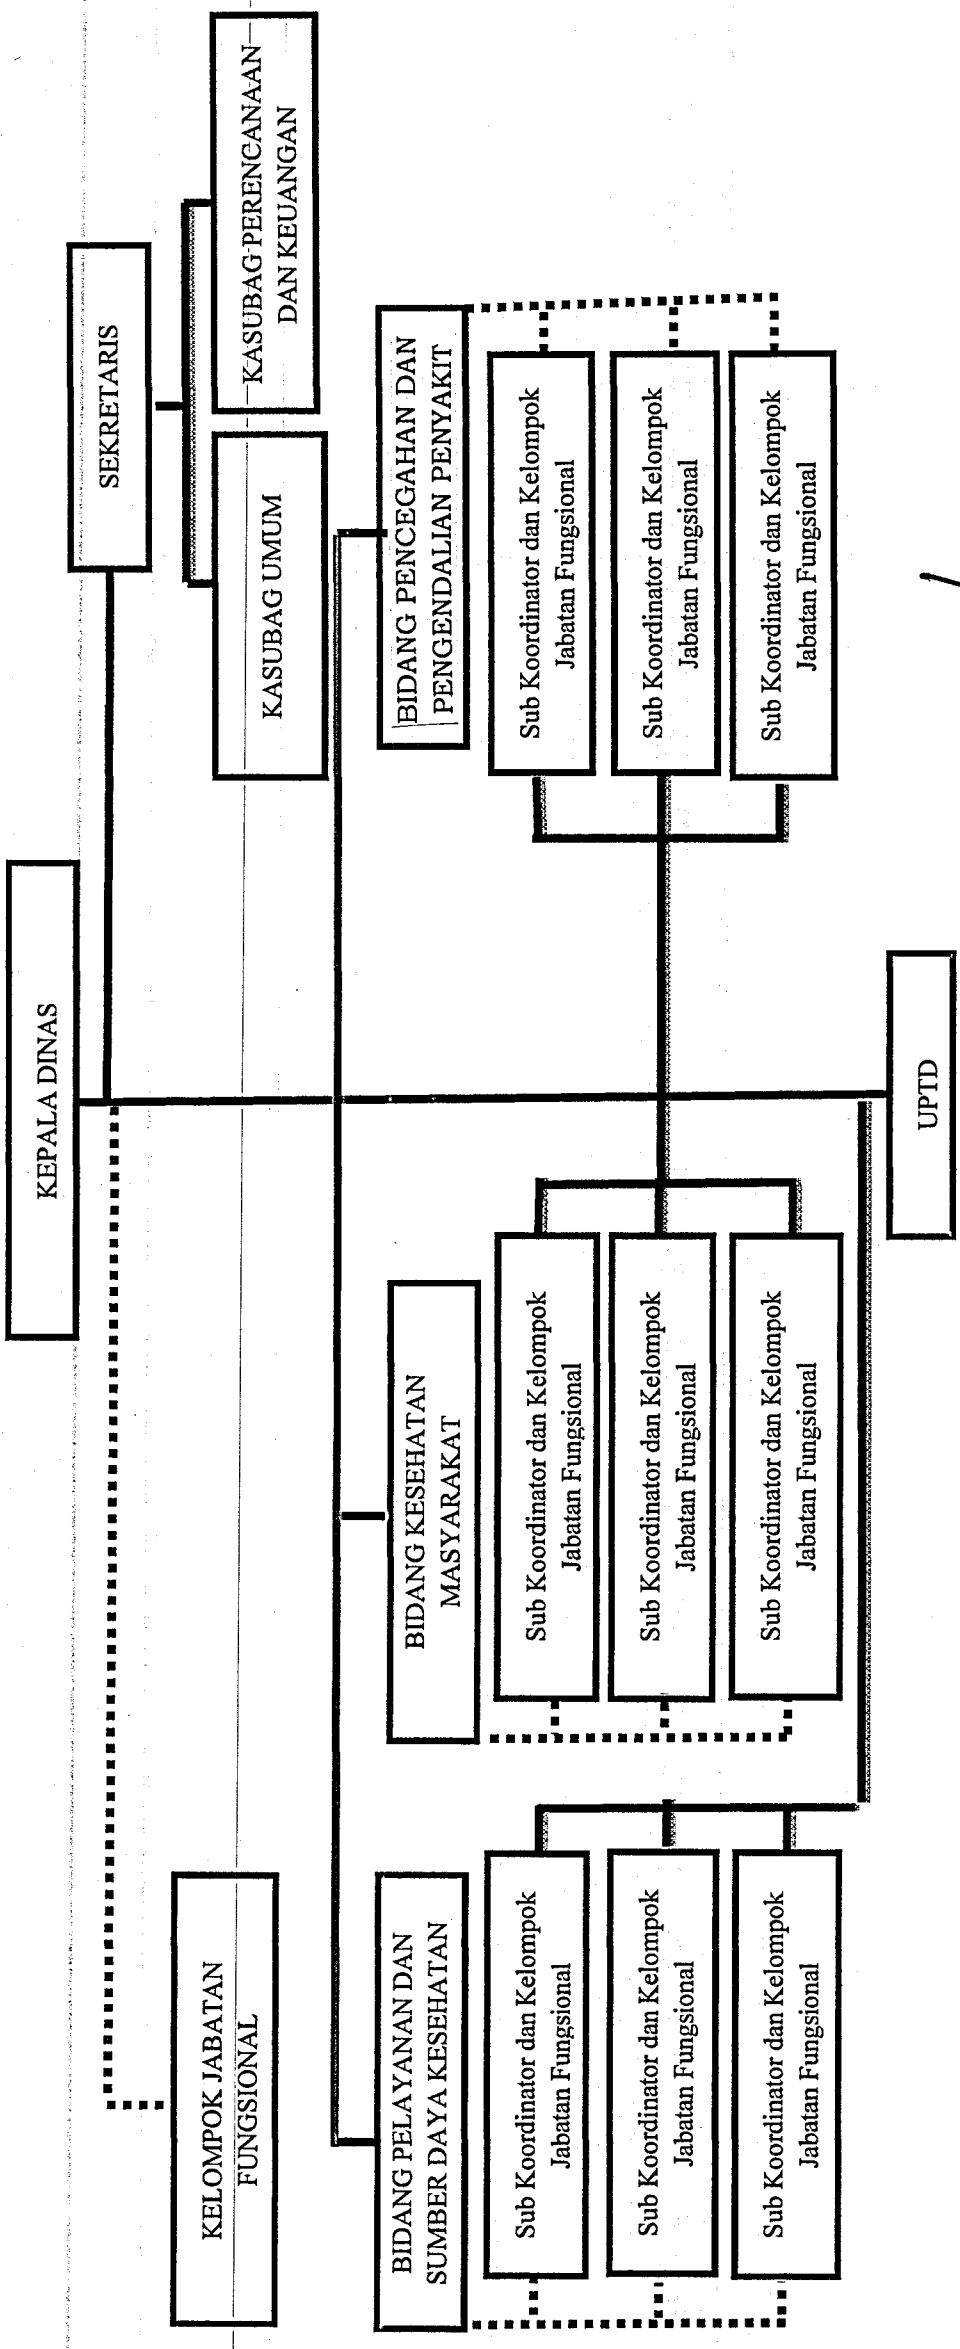 KEPALA DINAS
SEKRETARIS
KELOMPOK JABATAN
FUNGSIONAL
KASUBAG UMUM
KASUBAG PERENCANAAN
DAN KEUANGAN
BIDANG PELAYANAN DAN
SUMBER DAYA KESEHATAN
BIDANG KESEHATAN
MASYARAKAT
BIDANG PENCEGAHAN DAN
PENGENDALIAN PENYAKIT
Sub Koordinator dan Kelompok
Jabatan Fungsional
Sub Koordinator dan Kelompok
Jabatan Fungsional
Sub Koordinator dan Kelompok
Jabatan Fungsional
Sub Koordinator dan Kelompok
Jabatan Fungsional
Sub Koordinator dan Kelompok
Jabatan Fungsional
Sub Koordinator dan Kelompok
Jabatan Fungsional
Sub Koordinator dan Kelompok
Jabatan Fungsional
Sub Koordinator dan Kelompok
Jabatan Fungsional
Sub Koordinator dan Kelompok
Jabatan Fungsional
UPTD